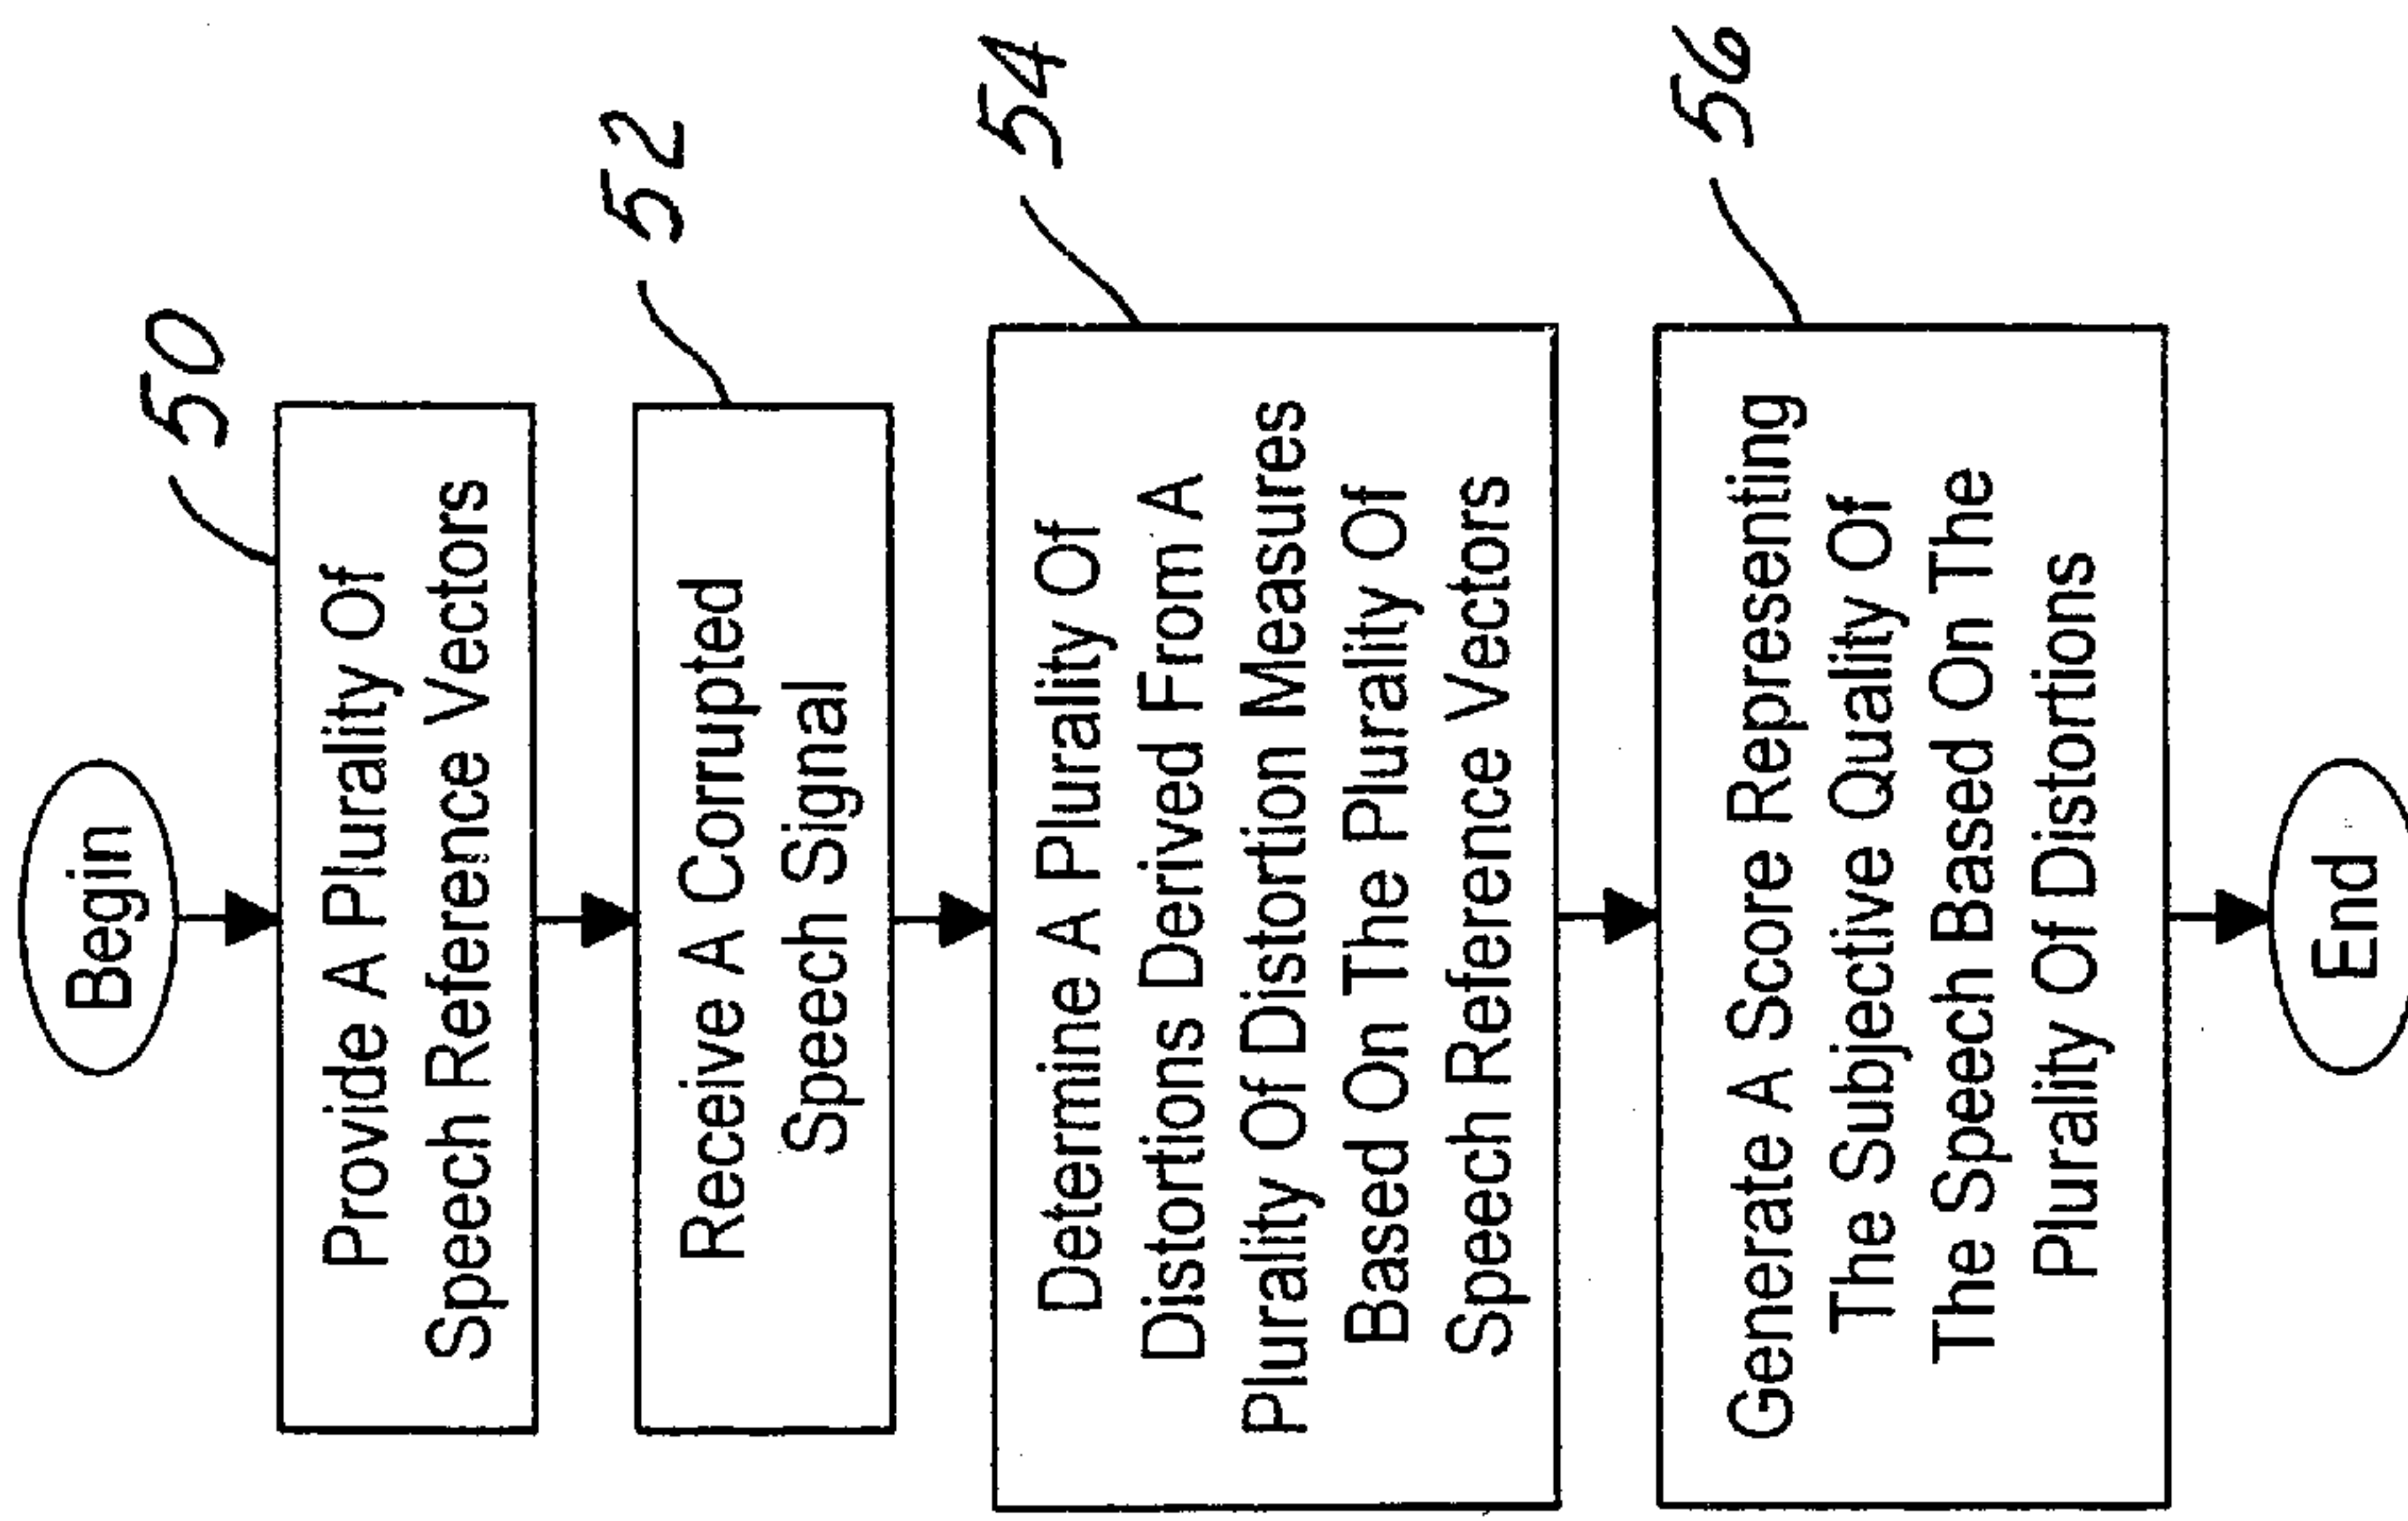 Begin
50
Provide A Plurality Of
Speech Reference Vectors
52
Receive A Corrupted
Speech Signal
54
Determine A Plurality Of
Distortions Derived From A
Plurality Of Distortion Measures
Based On The Plurality Of
Speech Reference Vectors
56
Generate A Score Representing
The Subjective Quality Of
The Speech Based On The
Plurality Of Distortions
End